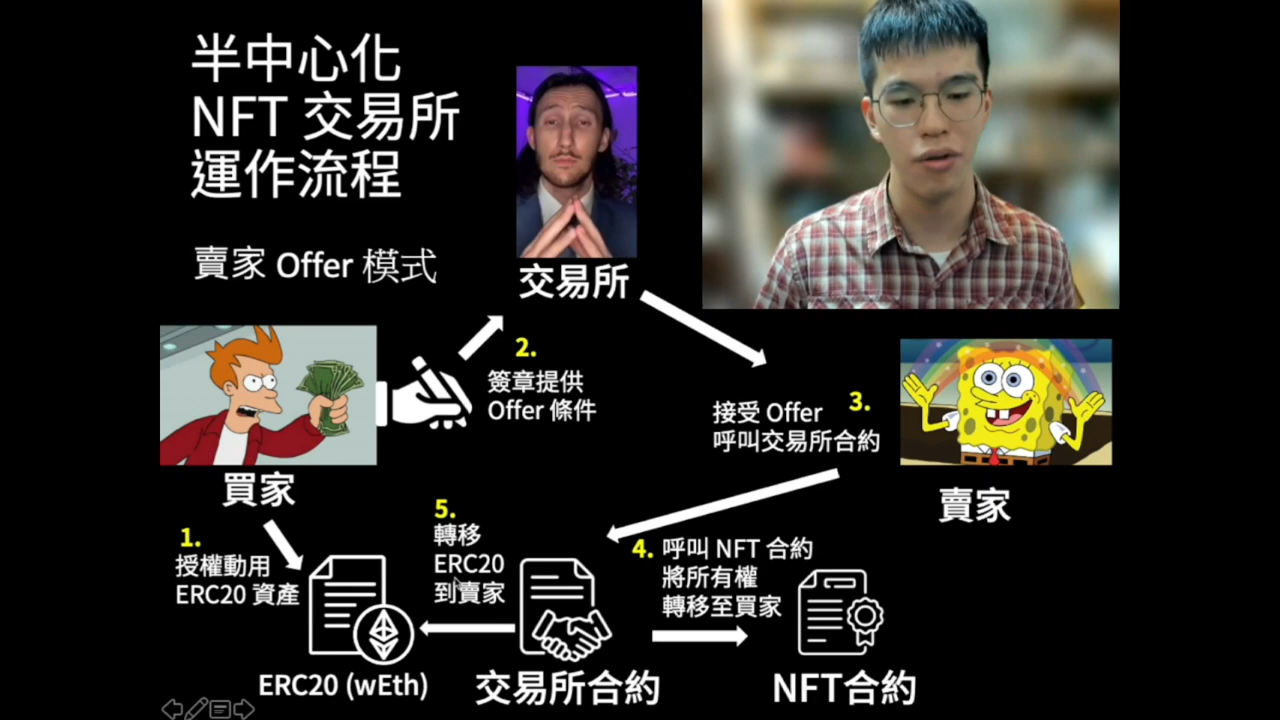 半中心化
NFT 交易所
運作流程
賣家 Offer 模式
交易所
2.
簽章提供
Offer 條件
3.
接受 Offer
呼叫交易所合約
買家
賣家
1.
授權動用
ERC20 資產
5.
轉移
ERC20
到賣家
4. 呼叫 NFT 合約
將所有權
轉移至買家
ERC20 (wEth)
交易所合約
NFT合約